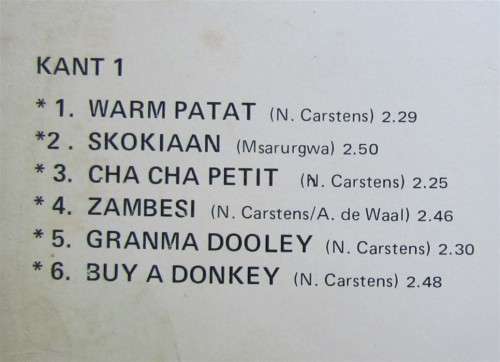 KANT 1
* 1. WARM PATAT (N. Carstens) 2.29
*2. SKOKIAAN (Msarurgwa) 2.50
* 3. CHA CHA PETIT (N. Carstens) 2.25
* 4. ZAMBESI (N. Carstens/A. de Waal) 2.46
* 5. GRANMA DOOLEY (N. Carstens) 2.30
* 6. BUY A DONKEY (N. Carstens) 2.48